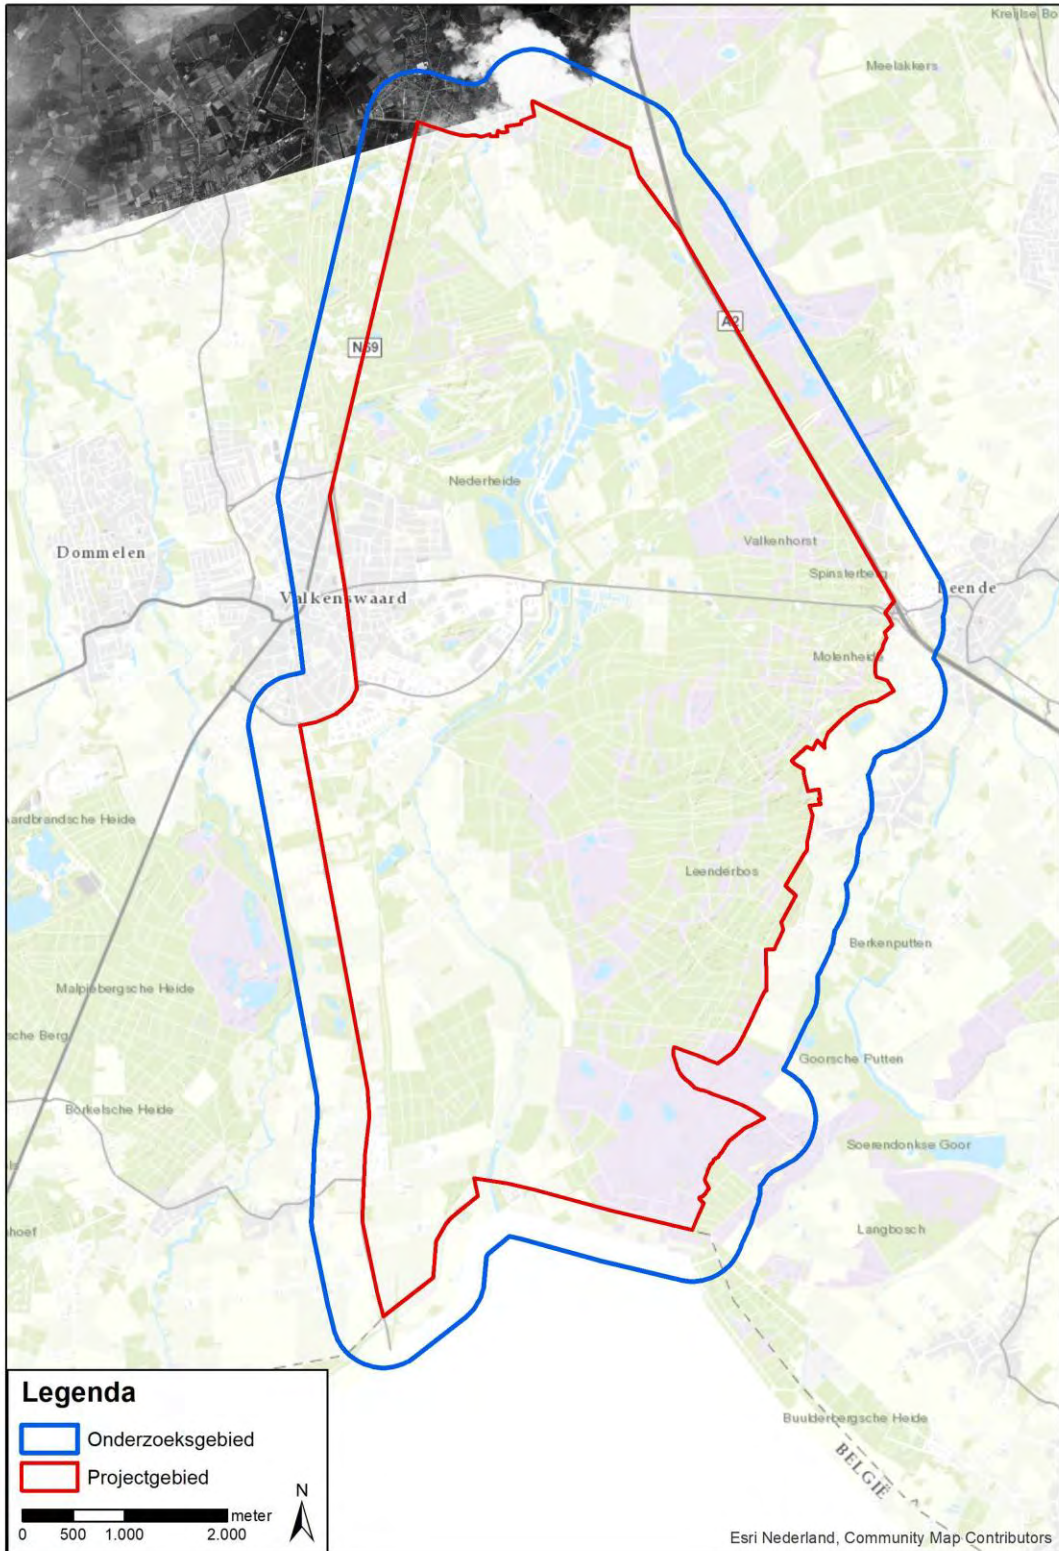 Kreijlse Bo
Meelakkers
N69
A2
Nederheide
Dommelen
Valkenhorst
Spinsterberg
Valkenswaard
Leende
Molenheide
aardbrandsche Heide
Leenderbos
Berkenputten
Malpiebergsche Heide
sche Berg
Goorsche Putten
Borkelsche Heide
Soerendonkse Goor
ls
hoef
Langbosch
Buulderbergsche Heide
BELGIË
Legenda
Onderzoeksgebied
Projectgebied
N
meter
0 500 1.000 2.000
Esri Nederland, Community Map Contributors